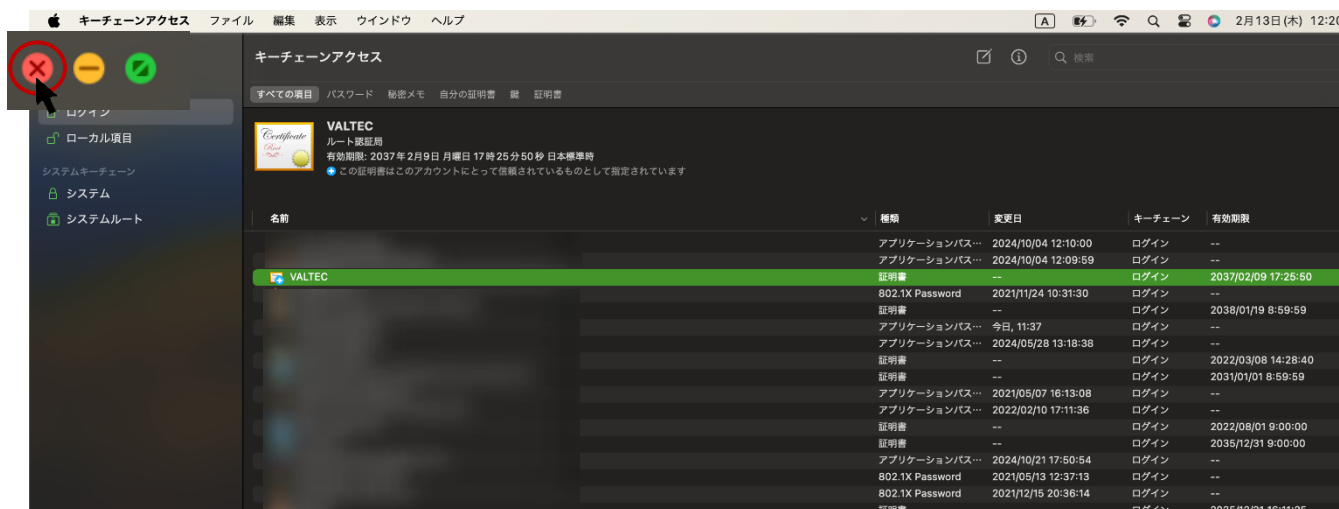 キーチェーンアクセス ファイル 編集 表示 ウインドウ ヘルプ A 2月13日(木) 12:20
キーチェーンアクセス 検索
すべての項目 パスワード 秘密メモ 自分の証明書 鍵 証明書
ログイン
ローカル項目
システムキーチェーン
システム
システムルート
Certificate
Root
VALTEC
ルート認証局
有効期限: 2037年2月9日 月曜日 17時25分50秒 日本標準時
この証明書はこのアカウントにとって信頼されているものとして指定されています
名前 種類 変更日 キーチェーン 有効期限
アプリケーションパス… 2024/10/04 12:10:00 ログイン --
アプリケーションパス… 2024/10/04 12:09:59 ログイン --
VALTEC 証明書 -- ログイン 2037/02/09 17:25:50
802.1X Password 2021/11/24 10:31:30 ログイン --
証明書 -- ログイン 2038/01/19 8:59:59
アプリケーションパス… 今日, 11:37 ログイン --
アプリケーションパス… 2024/05/28 13:18:38 ログイン --
証明書 -- ログイン 2022/03/08 14:28:40
証明書 -- ログイン 2031/01/01 8:59:59
アプリケーションパス… 2021/05/07 16:13:08 ログイン --
アプリケーションパス… 2022/02/10 17:11:36 ログイン --
証明書 -- ログイン 2022/08/01 9:00:00
証明書 -- ログイン 2035/12/31 9:00:00
アプリケーションパス… 2024/10/21 17:50:54 ログイン --
802.1X Password 2021/05/13 12:37:13 ログイン --
802.1X Password 2021/12/15 20:36:14 ログイン --